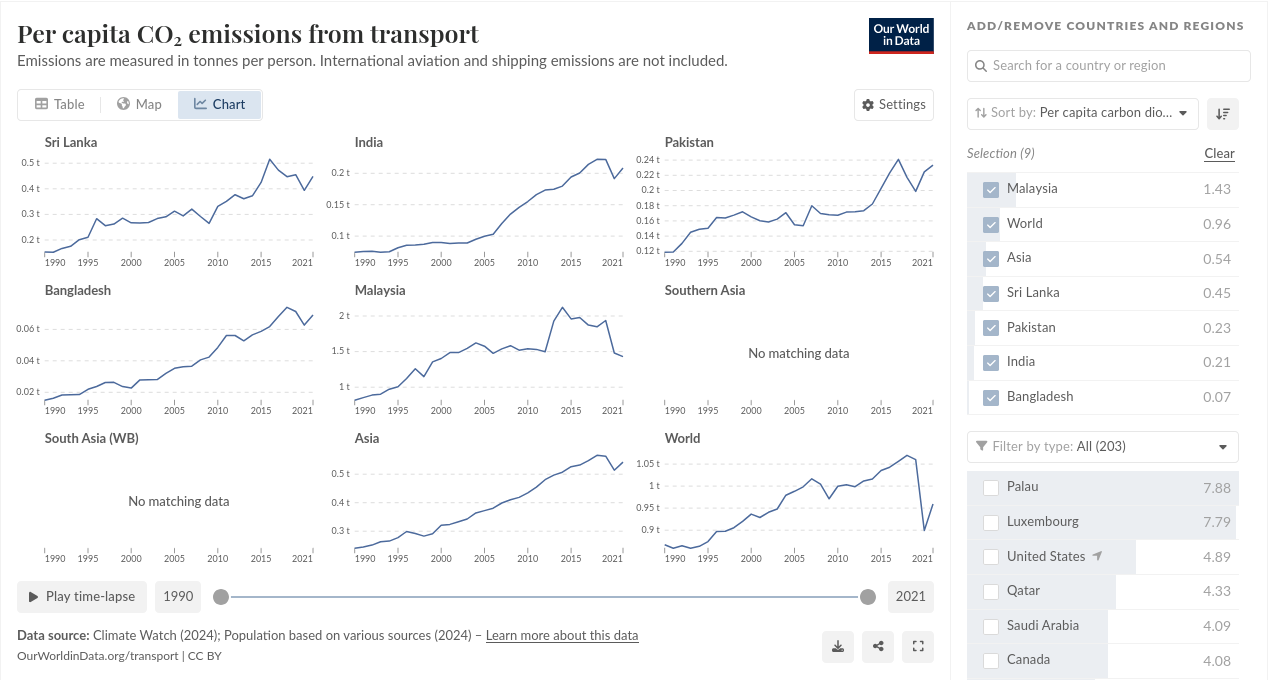 Per capita CO₂ emissions from transport
Emissions are measured in tonnes per person. International aviation and shipping emissions are not included.
Our World
in Data
Table
Map
Chart
Settings
Sri Lanka
0.5 t
0.4 t
0.3 t
0.2 t
1990 1995 2000 2005 2010 2015 2021
India
0.2 t
0.15 t
0.1 t
1990 1995 2000 2005 2010 2015 2021
Pakistan
0.24 t
0.22 t
0.2 t
0.18 t
0.16 t
0.14 t
0.12 t
1990 1995 2000 2005 2010 2015 2021
Bangladesh
0.06 t
0.04 t
0.02 t
1990 1995 2000 2005 2010 2015 2021
Malaysia
2 t
1.5 t
1 t
1990 1995 2000 2005 2010 2015 2021
Southern Asia
No matching data
1990 1995 2000 2005 2010 2015 2021
South Asia (WB)
No matching data
1990 1995 2000 2005 2010 2015 2021
Asia
0.5 t
0.4 t
0.3 t
1990 1995 2000 2005 2010 2015 2021
World
1.05 t
1 t
0.95 t
0.9 t
1990 1995 2000 2005 2010 2015 2021
Play time-lapse
1990
2021
Data source: Climate Watch (2024); Population based on various sources (2024) – Learn more about this data
OurWorldinData.org/transport | CC BY
ADD/REMOVE COUNTRIES AND REGIONS
Search for a country or region
Sort by: Per capita carbon dio...
Selection (9)
Clear
Malaysia 1.43
World 0.96
Asia 0.54
Sri Lanka 0.45
Pakistan 0.23
India 0.21
Bangladesh 0.07
Filter by type: All (203)
Palau 7.88
Luxembourg 7.79
United States 4.89
Qatar 4.33
Saudi Arabia 4.09
Canada 4.08